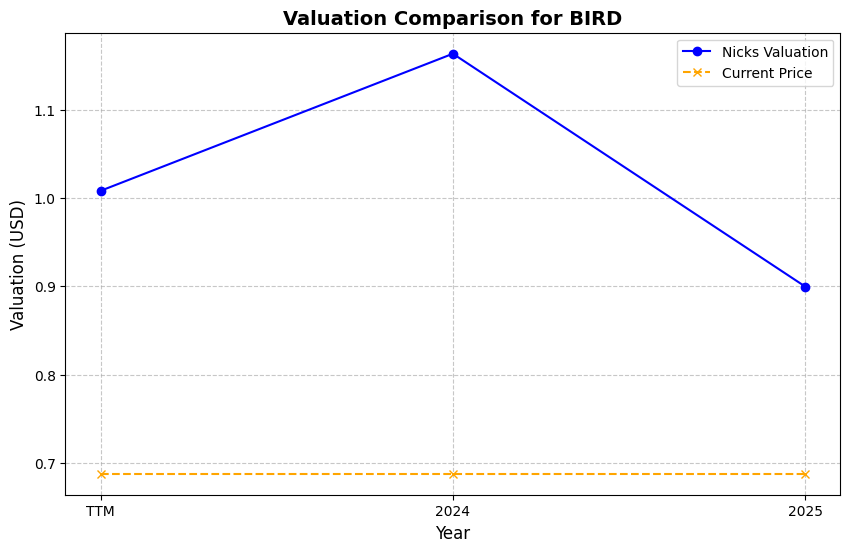 Valuation Comparison for BIRD
Nicks Valuation
Current Price
Valuation (USD)
1.1
1.0
0.9
0.8
0.7
TTM
2024
2025
Year